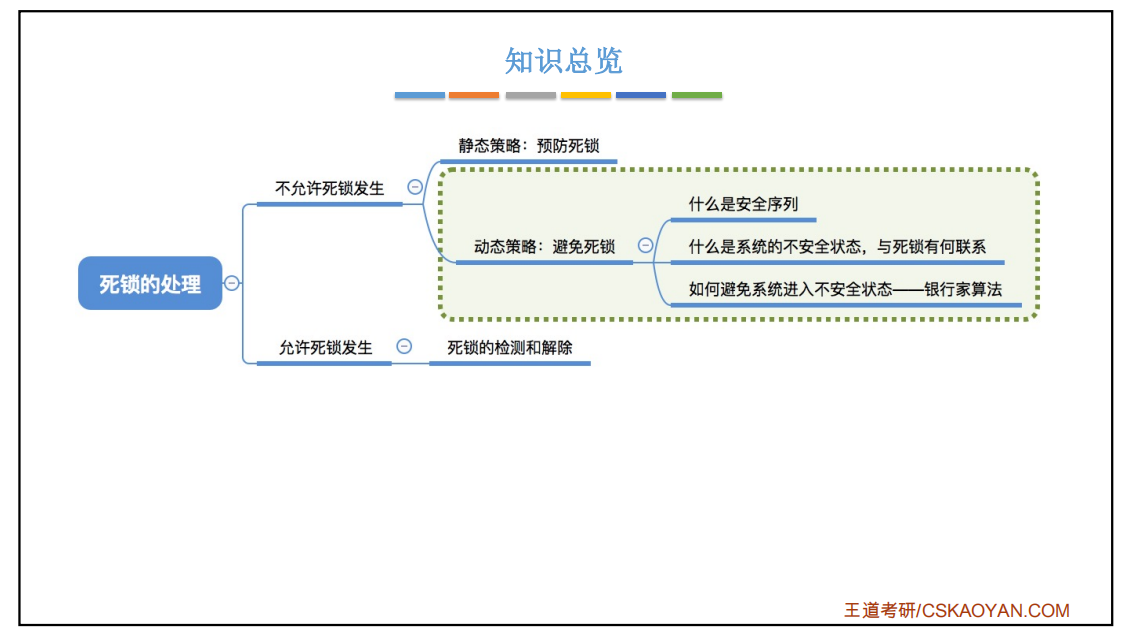 知识总览
静态策略：预防死锁
不允许死锁发生
什么是安全序列
动态策略：避免死锁
什么是系统的不安全状态，与死锁有何联系
死锁的处理
如何避免系统进入不安全状态——银行家算法
允许死锁发生
死锁的检测和解除
王道考研/CSKAOYAN.COM